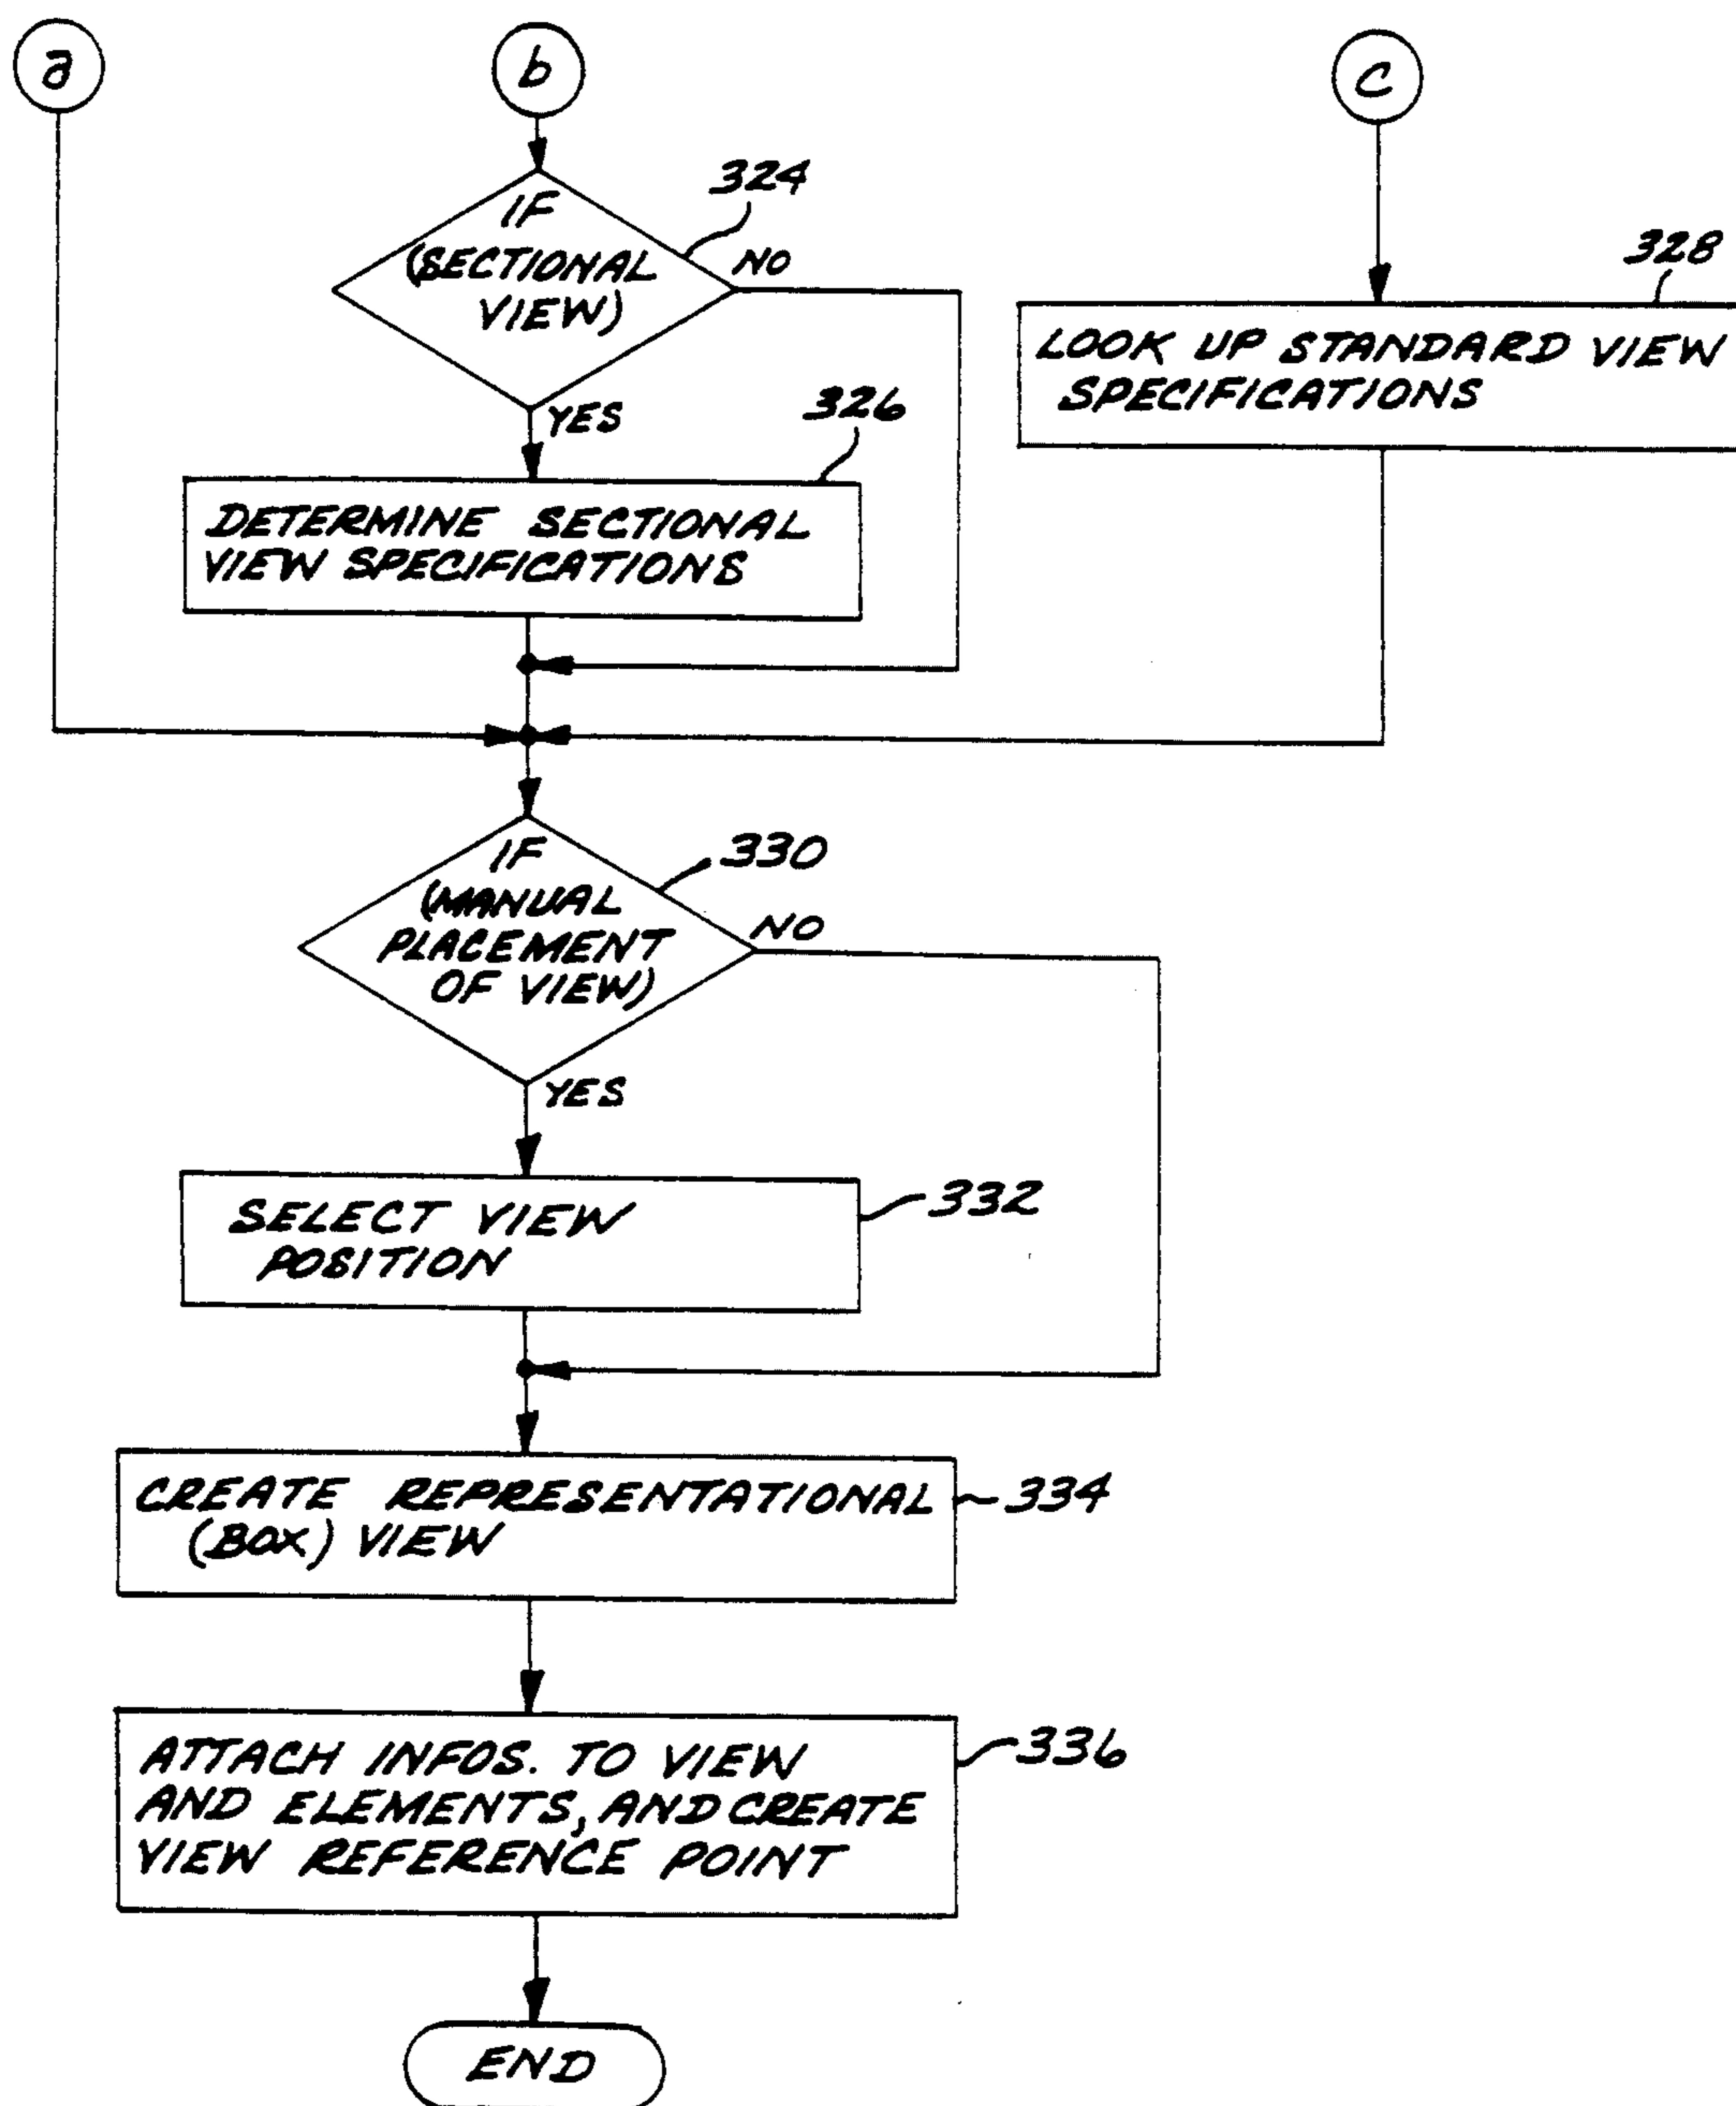 a
b
c
324
IF
(SECTIONAL
VIEW)
NO
YES
328
LOOK UP STANDARD VIEW
SPECIFICATIONS
326
DETERMINE SECTIONAL
VIEW SPECIFICATIONS
330
IF
(MANUAL
PLACEMENT
OF VIEW)
NO
YES
332
SELECT VIEW
POSITION
334
CREATE REPRESENTATIONAL
(BOX) VIEW
336
ATTACH INFOS. TO VIEW
AND ELEMENTS, AND CREATE
VIEW REFERENCE POINT
END